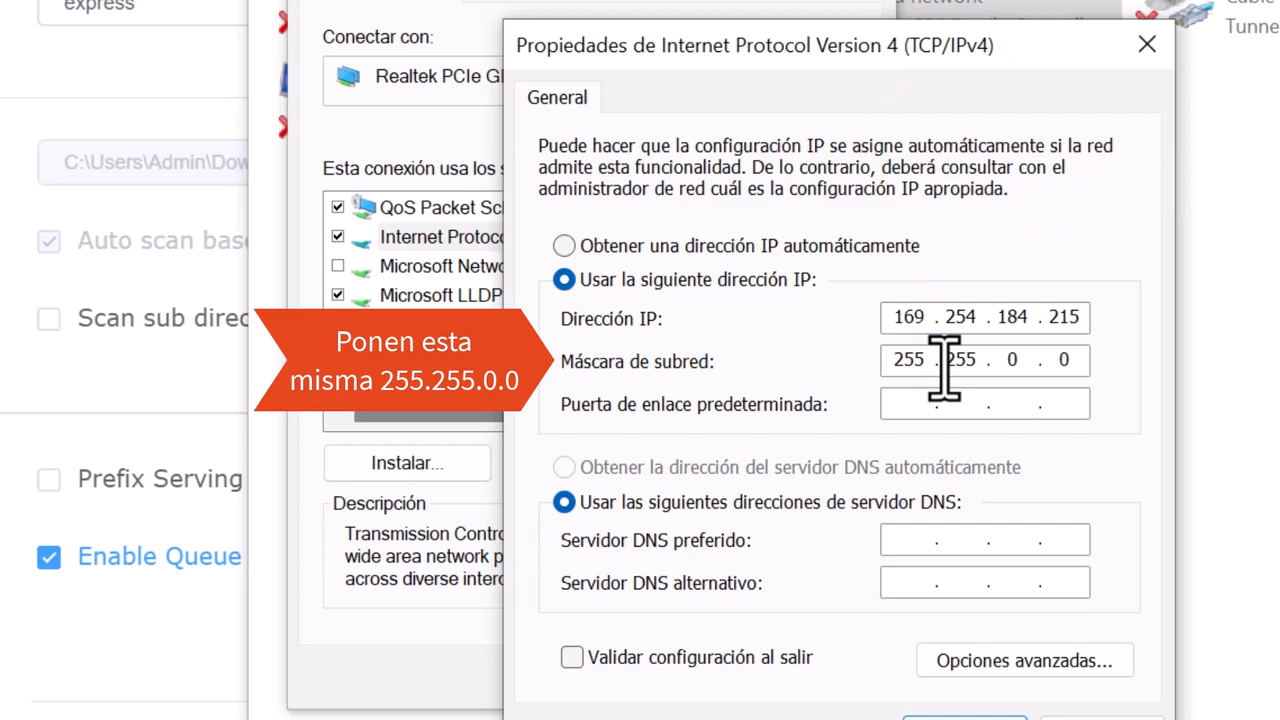 express
C:\Users\Admin\Dow
Auto scan base
Scan sub direc
Prefix Serving
Enable Queue
Conectar con:
Realtek PCIe G
Esta conexión usa los s
QoS Packet Sc
Internet Protoco
Microsoft Netw
Microsoft LLDP
Ponen esta
misma 255.255.0.0
Instalar...
Descripción
Transmission Contro
wide area network p
across diverse interc
Propiedades de Internet Protocol Version 4 (TCP/IPv4)
General
Puede hacer que la configuración IP se asigne automáticamente si la red
admite esta funcionalidad. De lo contrario, deberá consultar con el
administrador de red cuál es la configuración IP apropiada.
Obtener una dirección IP automáticamente
Usar la siguiente dirección IP:
Dirección IP: 169 . 254 . 184 . 215
Máscara de subred: 255 . 255 . 0 . 0
Puerta de enlace predeterminada: . . .
Obtener la dirección del servidor DNS automáticamente
Usar las siguientes direcciones de servidor DNS:
Servidor DNS preferido: . . .
Servidor DNS alternativo: . . .
Validar configuración al salir
Opciones avanzadas...
Tunne